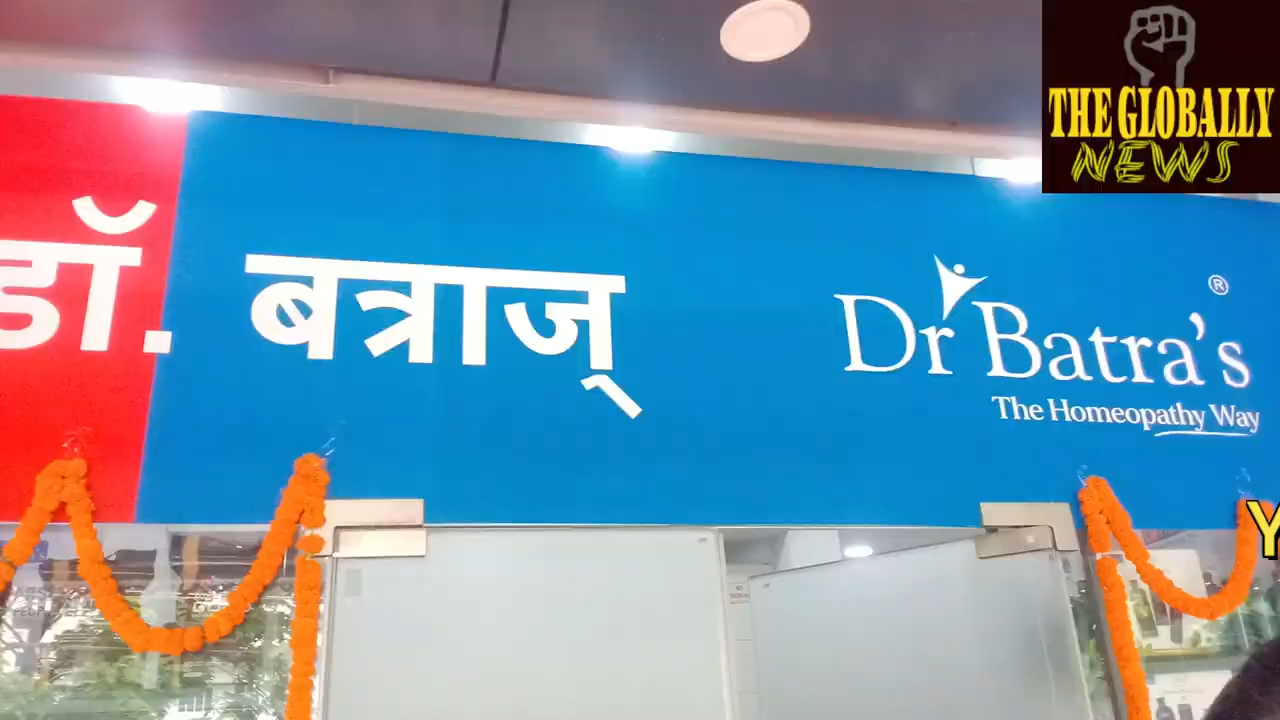 डॉ. बत्राज्
Dr Batra's ®
The Homeopathy Way
THE GLOBALLY
NEWS
Y